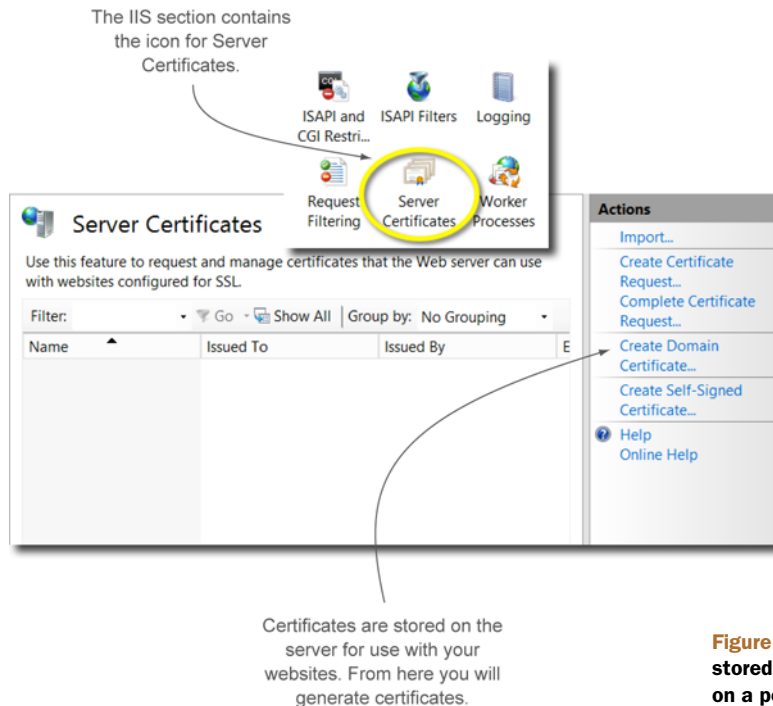 The IIS section contains
the icon for Server
Certificates.
ISAPI and
CGI Restri...
ISAPI Filters
Logging
Request
Filtering
Server
Certificates
Worker
Processes
Server Certificates
Use this feature to request and manage certificates that the Web server can use
with websites configured for SSL.
Filter:
Go
Show All
Group by:
No Grouping
Name
Issued To
Issued By
E
Actions
Import...
Create Certificate
Request...
Complete Certificate
Request...
Create Domain
Certificate...
Create Self-Signed
Certificate...
Help
Online Help
Certificates are stored on the
server for use with your
websites. From here you will
generate certificates.
Figure
stored
on a pe